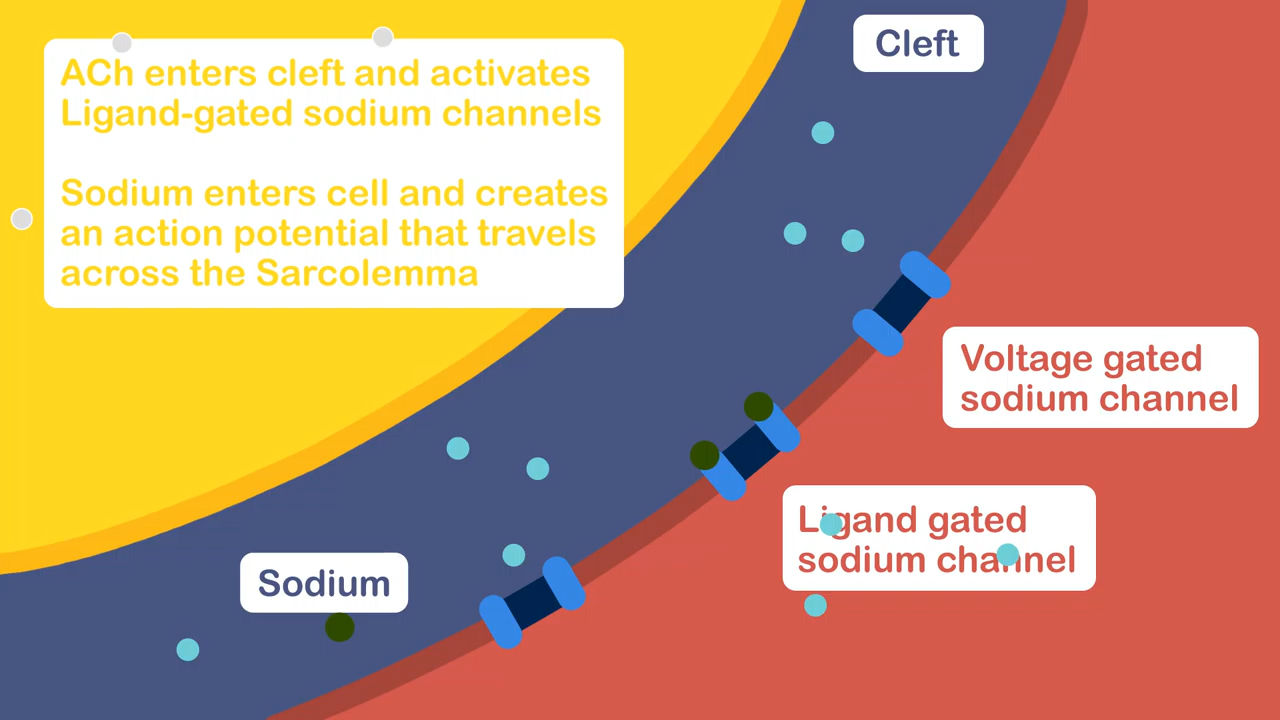 Cleft
ACh enters cleft and activates
Ligand-gated sodium channels
Sodium enters cell and creates
an action potential that travels
across the Sarcolemma
Voltage gated
sodium channel
Ligand gated
sodium channel
Sodium